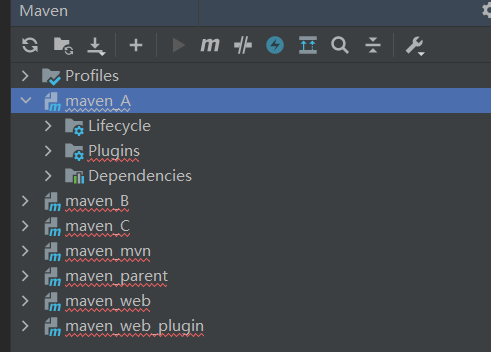 Maven
Profiles
maven_A
Lifecycle
Plugins
Dependencies
maven_B
maven_C
maven_mvn
maven_parent
maven_web
maven_web_plugin